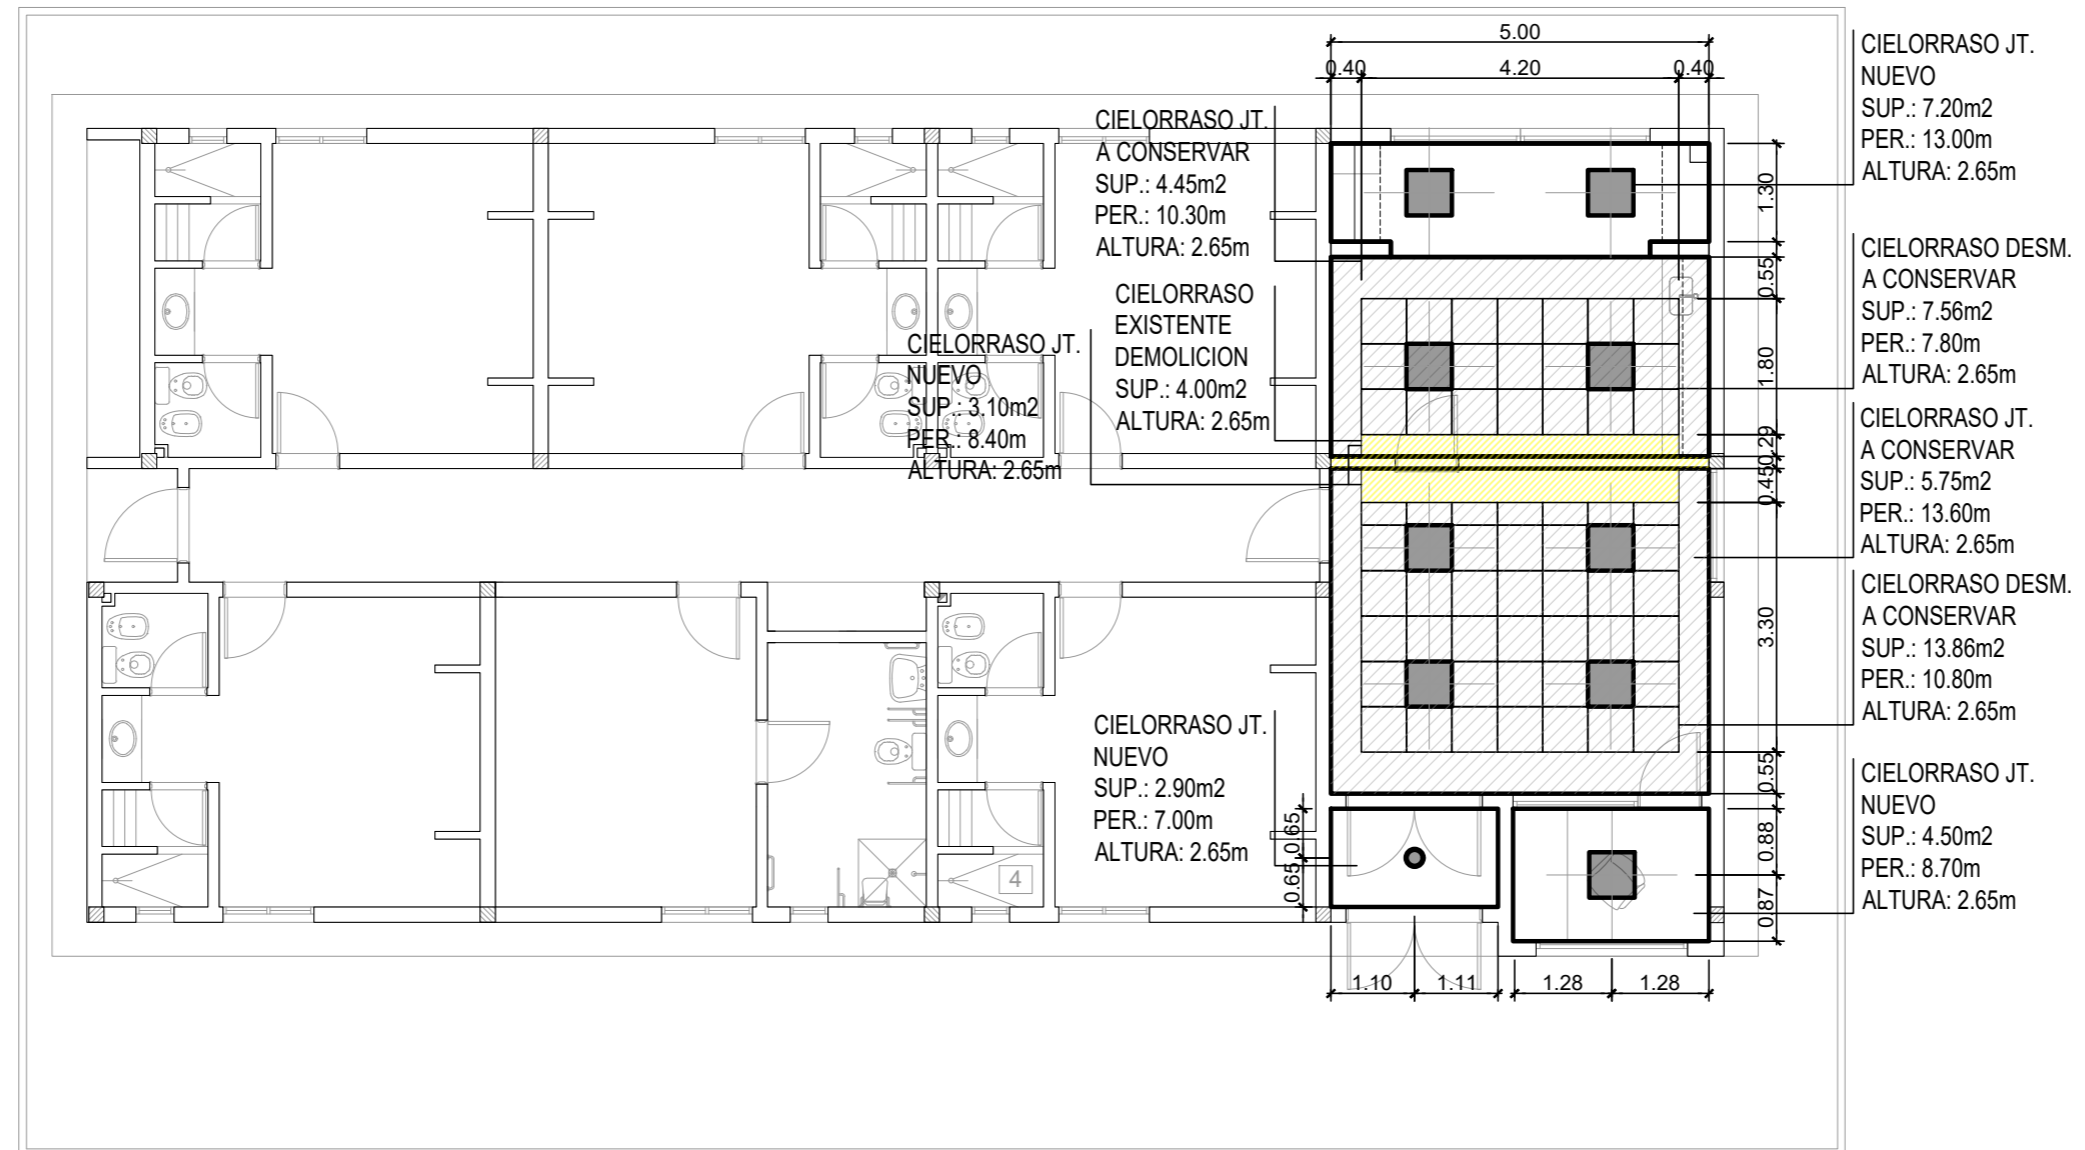 5.00
0.40
4.20
0.40
CIELORRASO JT.
NUEVO
SUP.: 7.20m2
PER.: 13.00m
ALTURA: 2.65m
CIELORRASO JT.
A CONSERVAR
SUP.: 4.45m2
PER.: 10.30m
ALTURA: 2.65m
1.30
CIELORRASO DESM.
A CONSERVAR
SUP.: 7.56m2
PER.: 7.80m
ALTURA: 2.65m
0.55
CIELORRASO
EXISTENTE
DEMOLICION
SUP.: 4.00m2
ALTURA: 2.65m
CIELORRASO JT.
NUEVO
SUP.: 3.10m2
PER.: 8.40m
ALTURA: 2.65m
1.80
CIELORRASO JT.
A CONSERVAR
SUP.: 5.75m2
PER.: 13.60m
ALTURA: 2.65m
0.29
0.45
CIELORRASO DESM.
A CONSERVAR
SUP.: 13.86m2
PER.: 10.80m
ALTURA: 2.65m
3.30
CIELORRASO JT.
NUEVO
SUP.: 2.90m2
PER.: 7.00m
ALTURA: 2.65m
0.55
CIELORRASO JT.
NUEVO
SUP.: 4.50m2
PER.: 8.70m
ALTURA: 2.65m
0.65
0.65
0.88
0.87
4
1.10
1.11
1.28
1.28